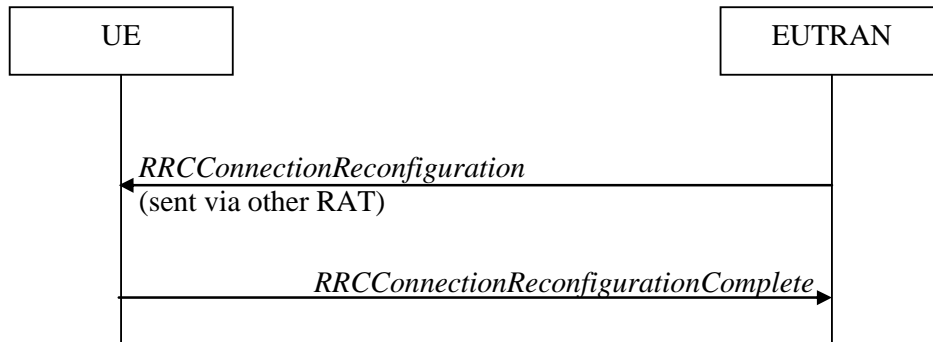 UE
EUTRAN
RRCConnectionReconfiguration
(sent via other RAT)
RRCConnectionReconfigurationComplete